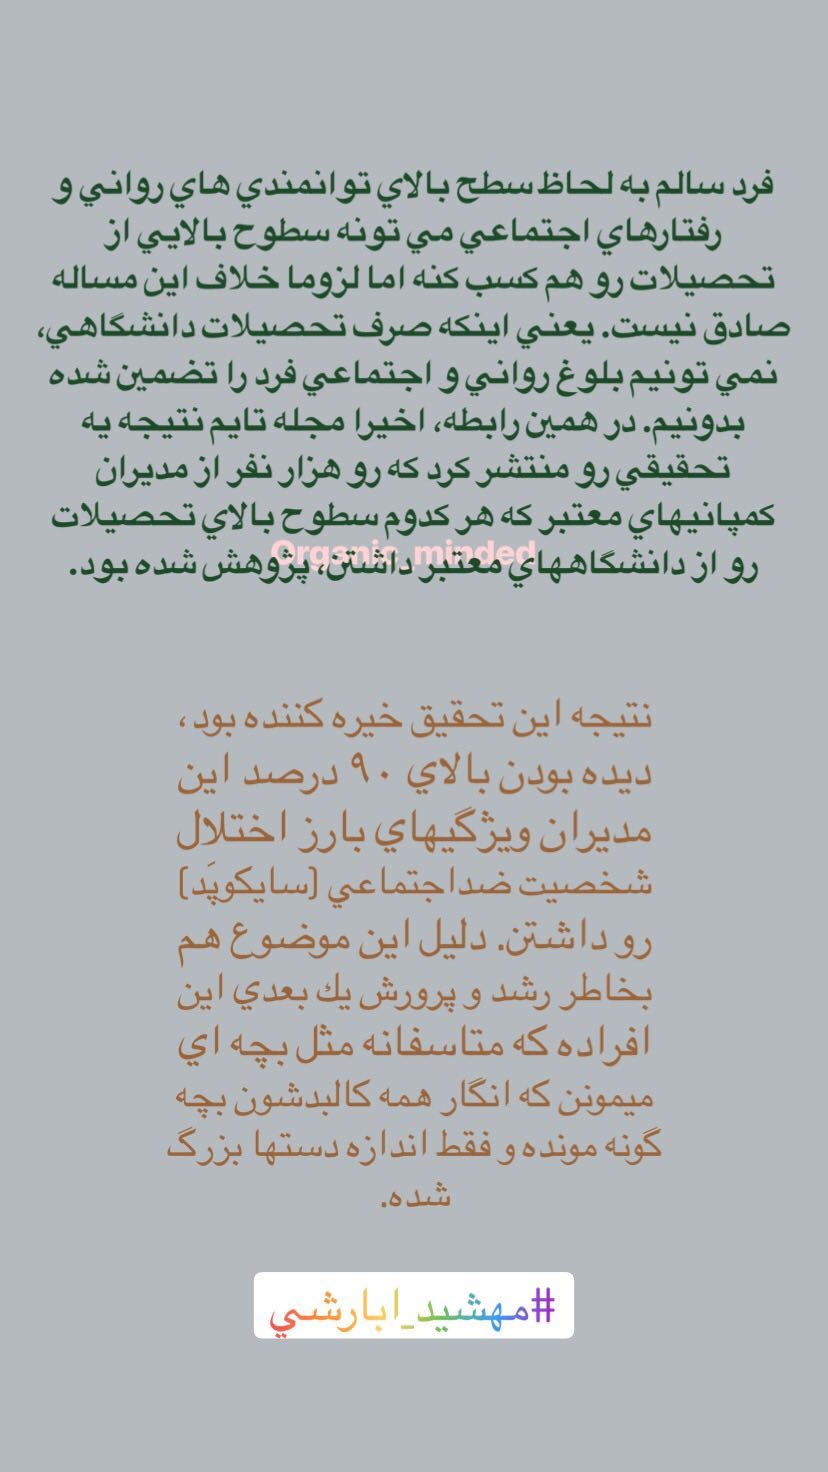 فرد سالم به لحاظ سطح بالاي توانمندي هاي رواني و
رفتارهاي اجتماعي مي تونه سطوح بالايي از
تحصيلات رو هم كسب كنه اما لزوما خلاف اين مساله
صادق نيست. يعني اينكه صرف تحصيلات دانشگاهي،
نمي تونيم بلوغ رواني و اجتماعي فرد را تضمين شده
بدونيم. در همين رابطه، اخيرا مجله تايم نتيجه يه
تحقيقي رو منتشر كرد كه رو هزار نفر از مديران
كمپانيهاي معتبر كه هر كدوم سطوح بالاي تحصيلات
Organic_minded
رو از دانشگاههاي معتبر داشتن، پژوهش شده بود.
نتيجه اين تحقيق خيره كننده بود،
ديده بودن بالاي ۹۰ درصد اين
مديران ويژگيهاي بارز اختلال
شخصيت ضداجتماعي (سايكوپَد)
رو داشتن. دليل اين موضوع هم
بخاطر رشد و پرورش يك بعدي اين
افراده كه متاسفانه مثل بچه اي
ميمونن كه انگار همه كالبدشون بچه
گونه مونده و فقط اندازه دستها بزرگ
شده.
#مهشيد_ابارشي